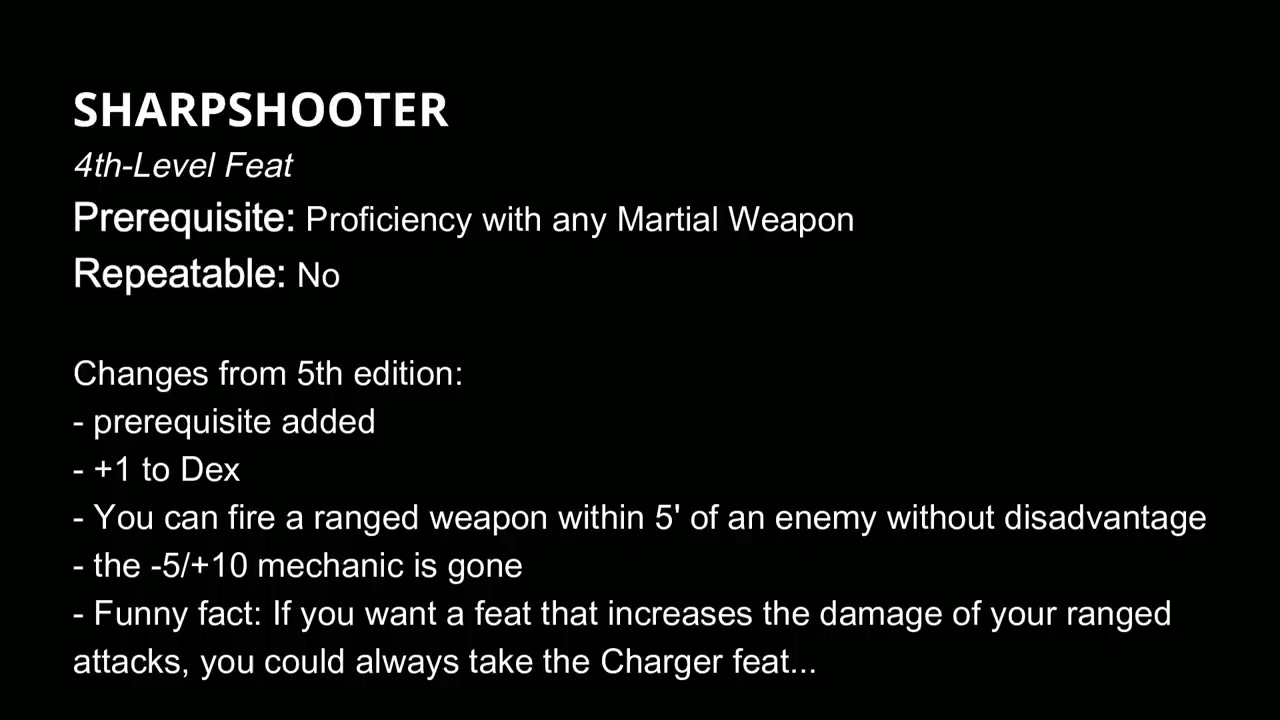 SHARPSHOOTER
4th-Level Feat
Prerequisite: Proficiency with any Martial Weapon
Repeatable: No
Changes from 5th edition:
- prerequisite added
- +1 to Dex
- You can fire a ranged weapon within 5' of an enemy without disadvantage
- the -5/+10 mechanic is gone
- Funny fact: If you want a feat that increases the damage of your ranged
attacks, you could always take the Charger feat...